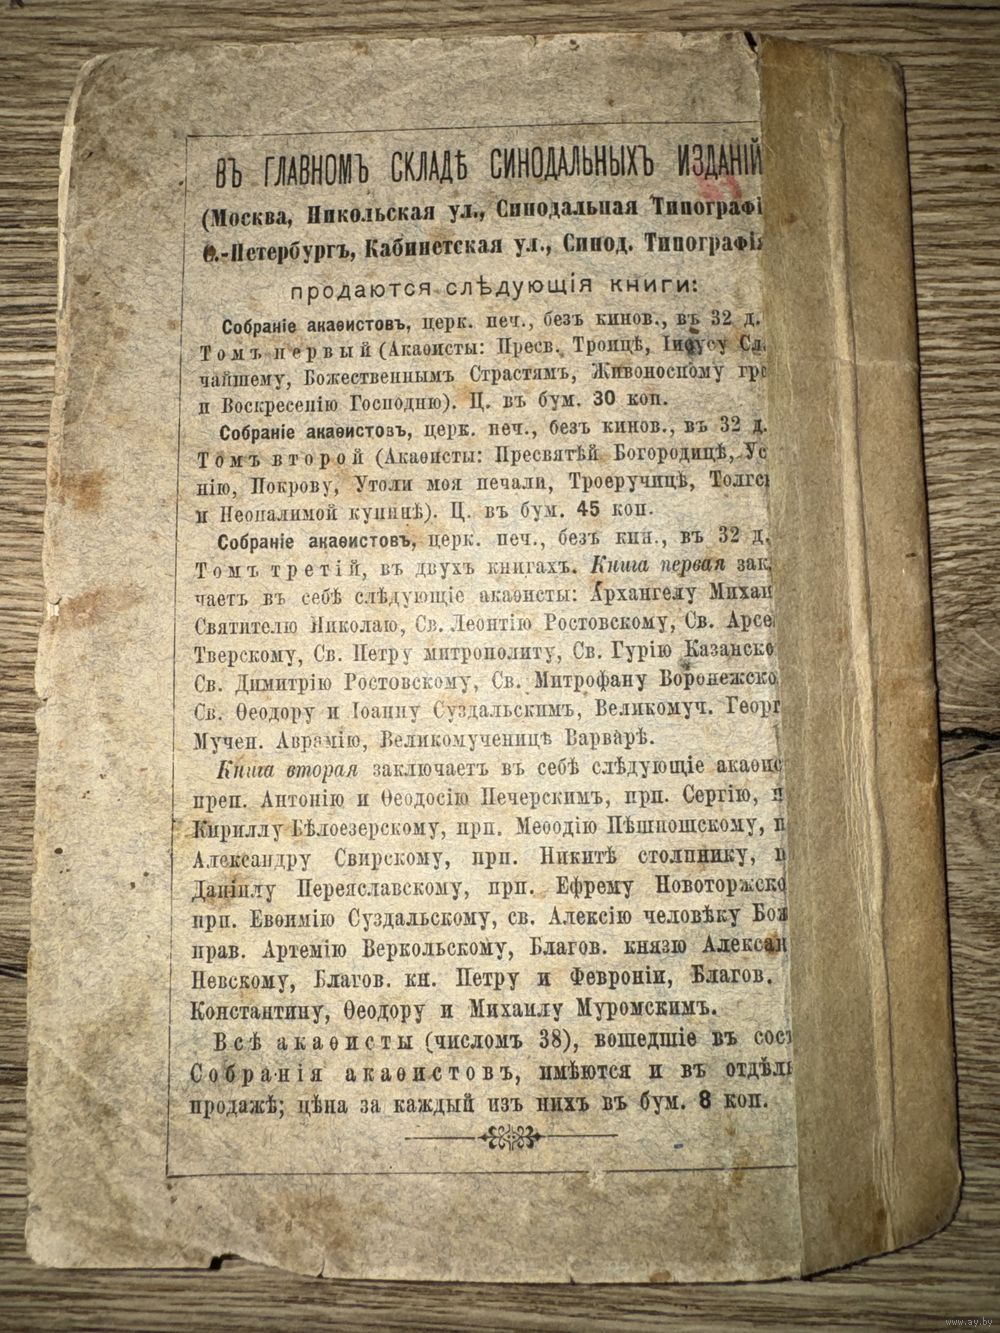 ВЪ ГЛАВНОМЪ СКЛАДѢ СИНОДАЛЬНЫХЪ ИЗДАНІЙ
(Москва, Никольская ул., Синодальная Типографі
С.-Петербургъ, Кабинетская ул., Синод. Типографія
продаются слѣдующія книги:
Собраніе акаѳистовъ, церк. печ., безъ кинов., въ 32 д.
Томъ первый (Акаѳисты: Пресв. Троицѣ, Іисусу Сл
чайшему, Божественнымъ Страстямъ, Живоносному гро
и Воскресенію Господню). Ц. въ бум. 30 коп.
Собраніе акаѳистовъ, церк. печ., безъ кинов., въ 32 д.
Томъ второй (Акаѳисты: Пресвятѣй Богородицѣ, Ус
нію, Покрову, Утоли моя печали, Троеручицѣ, Толгс
и Неопалимой купинѣ). Ц. въ бум. 45 коп.
Собраніе акаѳистовъ, церк. печ., безъ кин., въ 32 д.
Томъ третій, въ двухъ книгахъ. Книга первая зак
чаетъ въ себѣ слѣдующіе акаѳисты: Архангелу Михаи
Святителю Николаю, Св. Леонтію Ростовскому, Св. Арсе
Тверскому, Св. Петру митрополиту, Св. Гурію Казанско
Св. Димитрію Ростовскому, Св. Митрофану Воронежско
Св. Ѳеодору и Іоанну Суздальскимъ, Великомуч. Георг
Мучен. Аврамію, Великомученицѣ Варварѣ.
Книга вторая заключаетъ въ себѣ слѣдующіе акаѳис
преп. Антонію и Ѳеодосію Печерскимъ, прп. Сергію, п
Кириллу Бѣлоезерскому, прп. Меѳодію Пѣшношскому, п
Александру Свирскому, прп. Никитѣ столпнику, п
Даніилу Переяславскому, прп. Ефрему Новоторжско
прп. Евѳимію Суздальскому, св. Алексію человѣку Бож
прав. Артемію Веркольскому, Благов. князю Алексан
Невскому, Благов. кн. Петру и Февроніи, Благов.
Константину, Ѳеодору и Михаилу Муромскимъ.
Всѣ акаѳисты (числомъ 38), вошедшіе въ сост
Собранія акаѳистовъ, имѣются и въ отдѣль
продажѣ; цѣна за каждый изъ нихъ въ бум. 8 коп.
www.ay.by